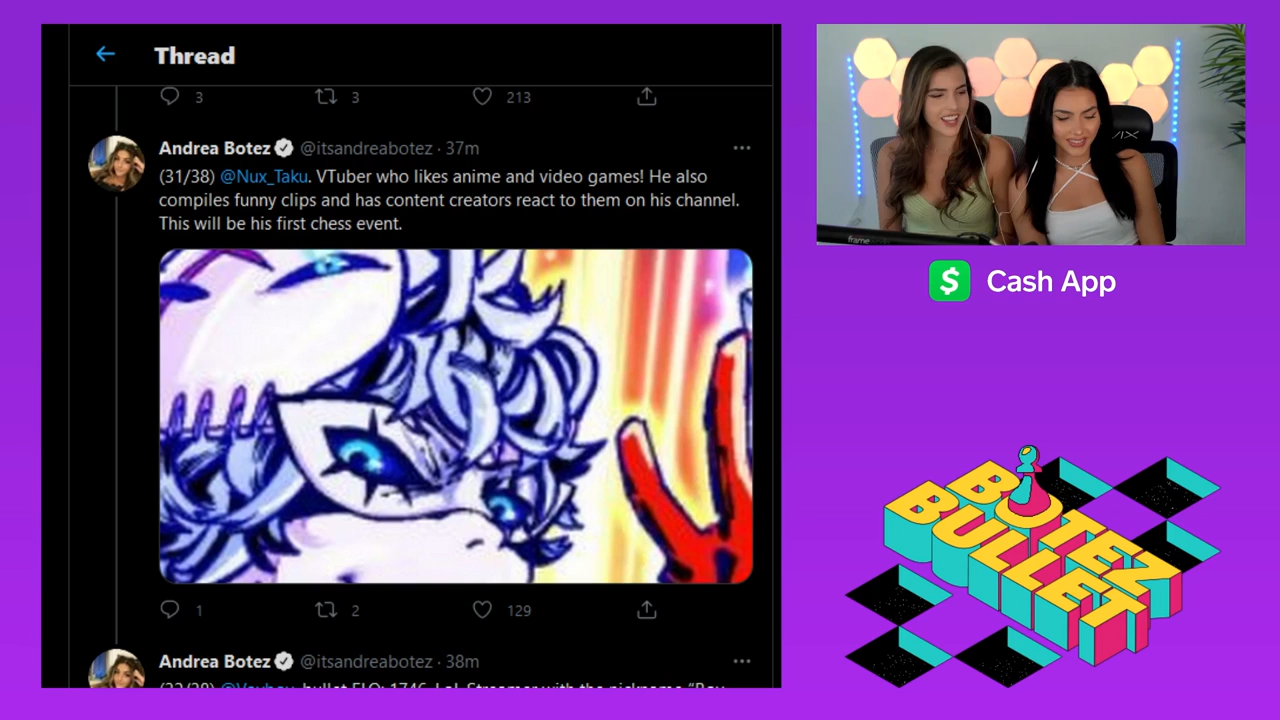 Thread
3 3 213
Andrea Botez @itsandreabotez · 37m
(31/38) @Nux_Taku. VTuber who likes anime and video games! He also
compiles funny clips and has content creators react to them on his channel.
This will be his first chess event.
1 2 129
Andrea Botez @itsandreabotez · 38m
frame
$ Cash App
BOTEZ
BULLET